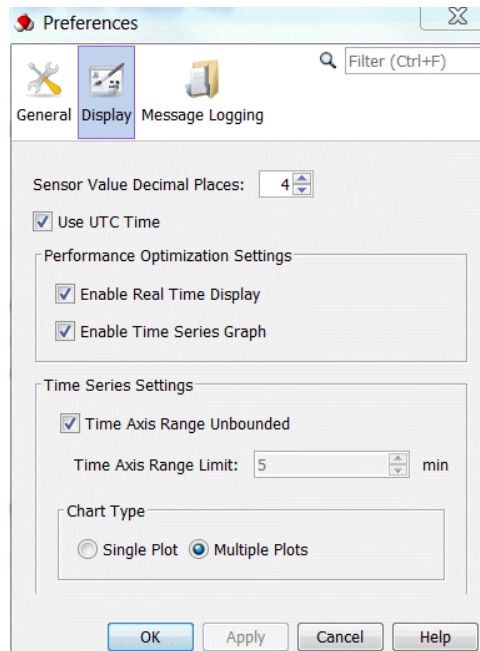 Preferences
Filter (Ctrl+F)
General Display Message Logging
Sensor Value Decimal Places: 4
Use UTC Time
Performance Optimization Settings
Enable Real Time Display
Enable Time Series Graph
Time Series Settings
Time Axis Range Unbounded
Time Axis Range Limit: 5 min
Chart Type
Single Plot Multiple Plots
OK Apply Cancel Help